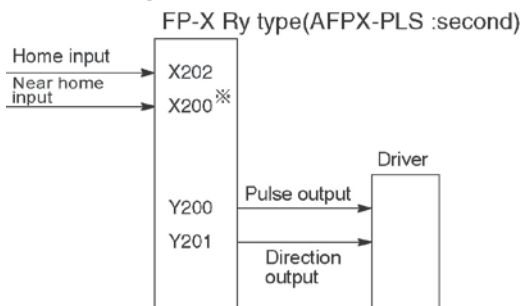 FP-X Ry type(AFPX-PLS :second)
Home input
X202
Near home
input
X200※
Driver
Y200
Pulse output
Y201
Direction
output